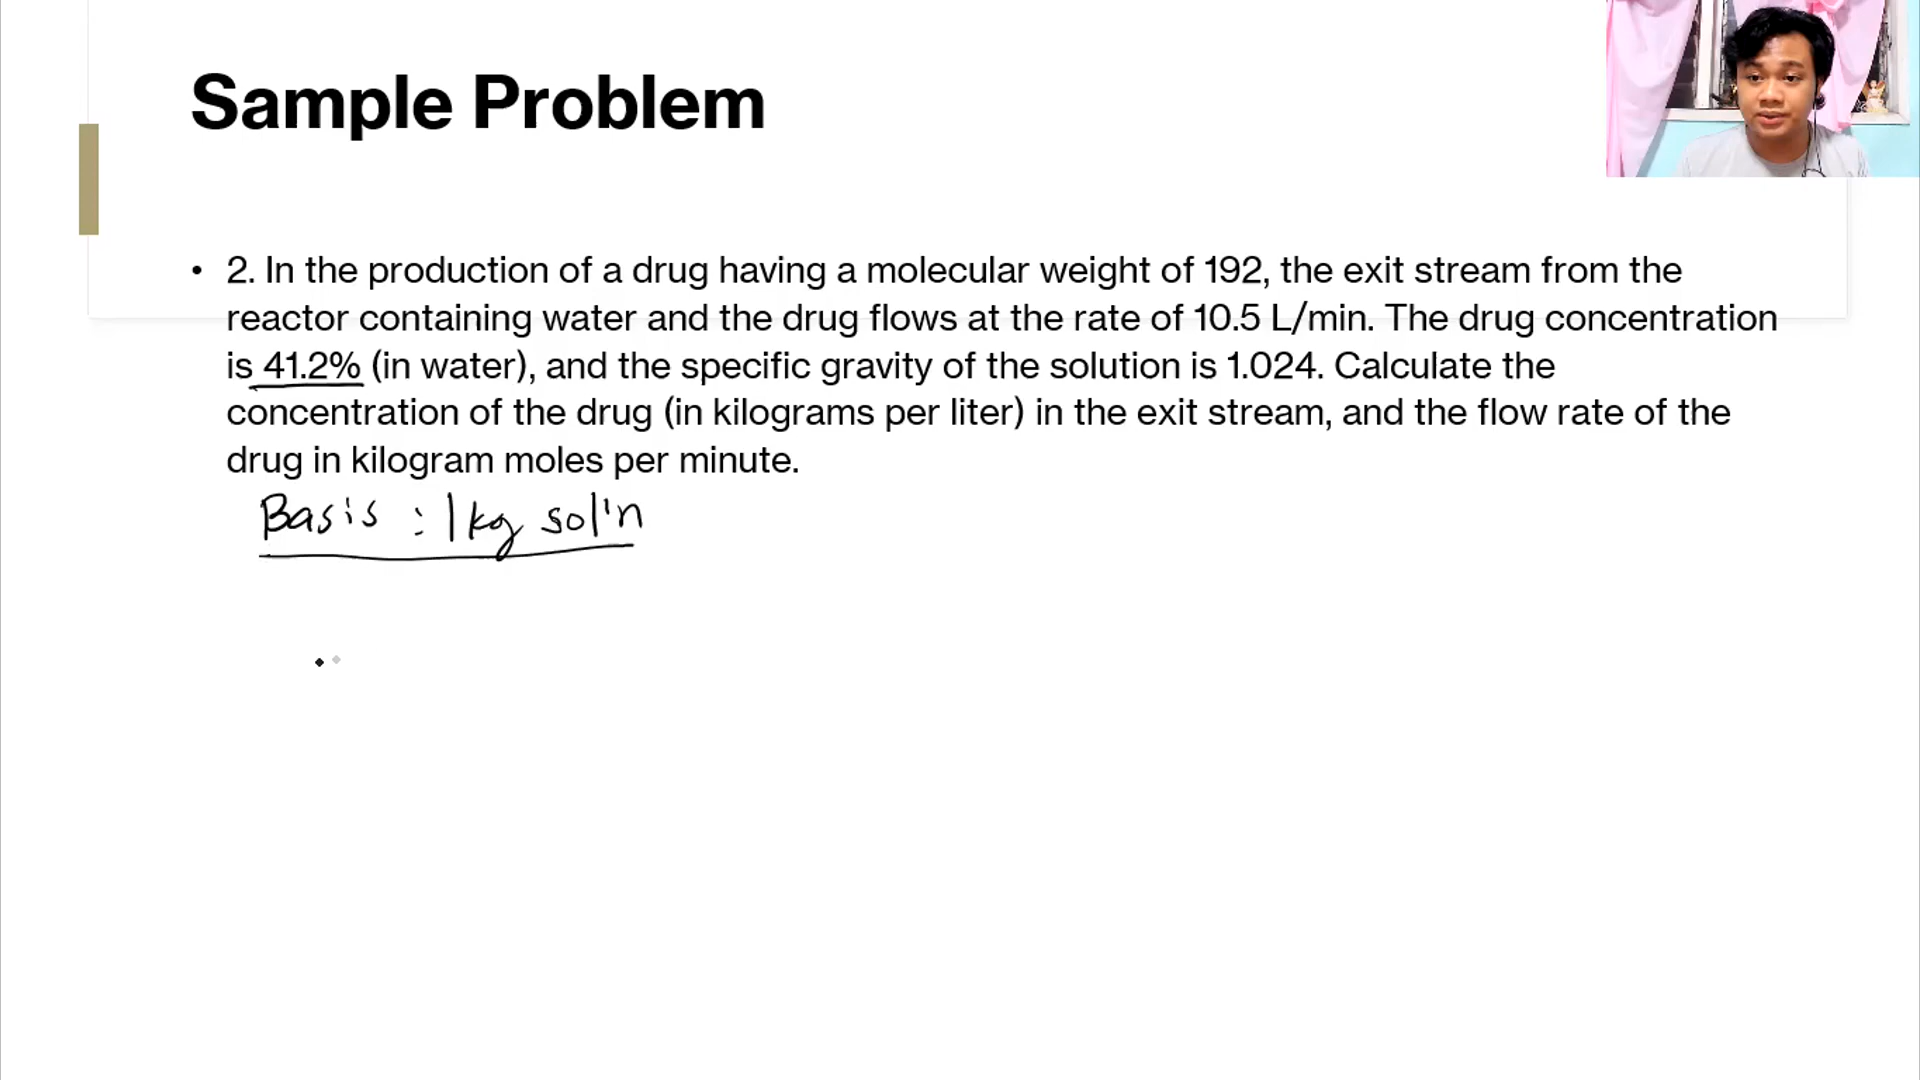 Sample Problem
• 2. In the production of a drug having a molecular weight of 192, the exit stream from the
reactor containing water and the drug flows at the rate of 10.5 L/min. The drug concentration
is 41.2% (in water), and the specific gravity of the solution is 1.024. Calculate the
concentration of the drug (in kilograms per liter) in the exit stream, and the flow rate of the
drug in kilogram moles per minute.
Basis : 1 kg sol'n